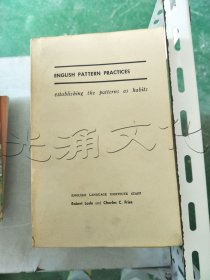 ENGLISH PATTERN PRACTICES
establishing the patterns as habits
ENGLISH LANGUAGE INSTITUTE STAFF
Robert Lado and Charles C. Fries